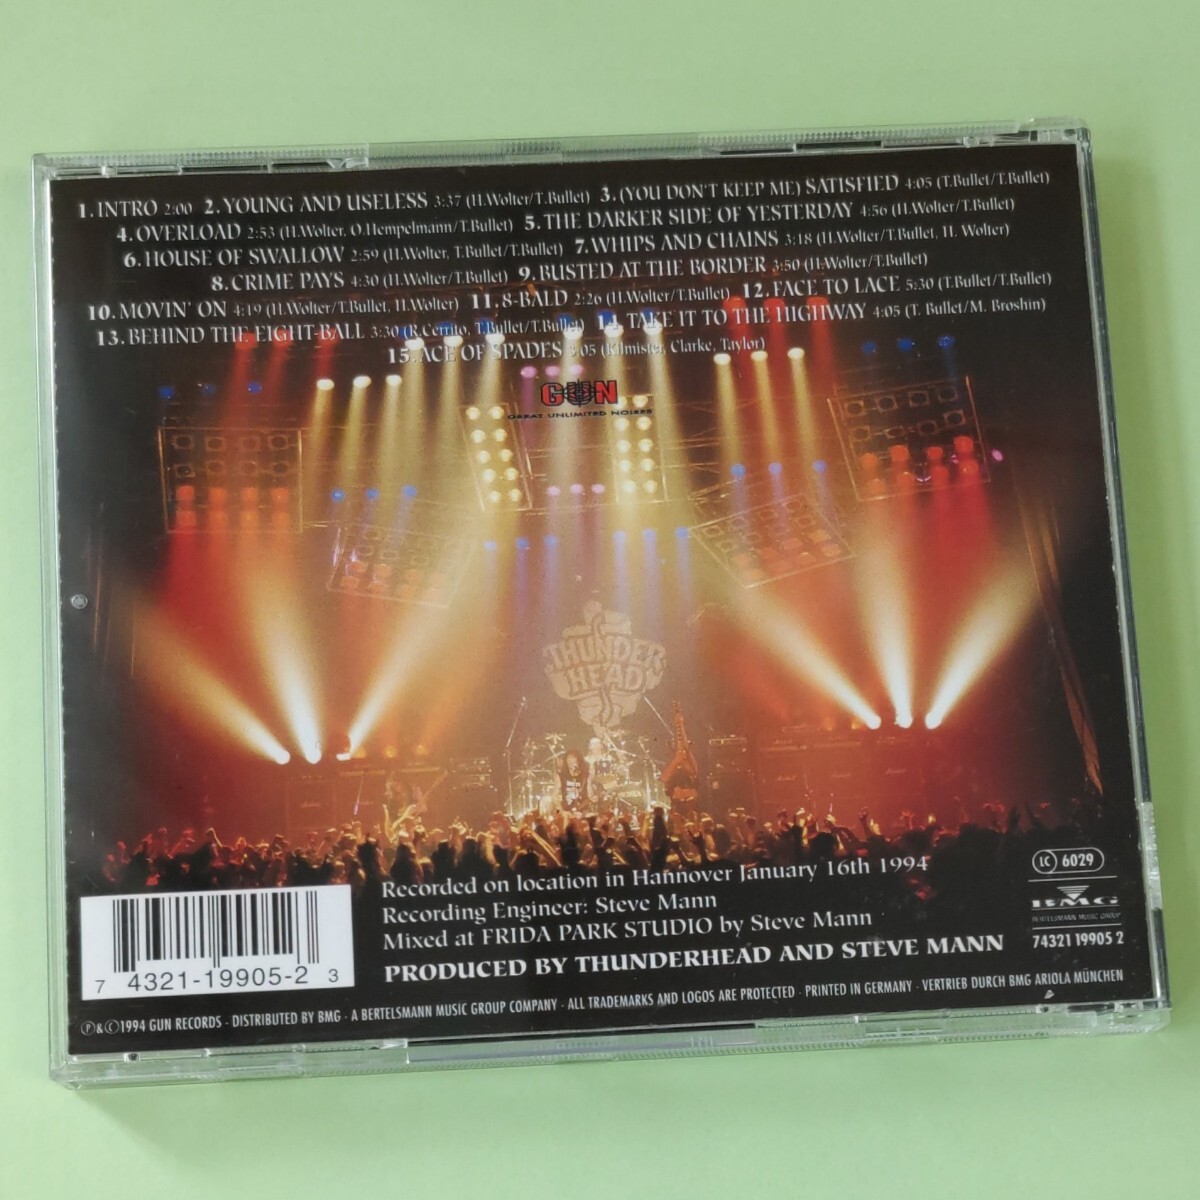 1. INTRO 2:00 2. YOUNG AND USELESS 3:37 (H.Wolter/T.Bullet) 3. (YOU DON'T KEEP ME) SATISFIED 4:05 (T.Bullet/T.Bullet)
4. OVERLOAD 2:53 (H.Wolter, O.Hempelmann/T.Bullet) 5. THE DARKER SIDE OF YESTERDAY 4:56 (H.Wolter/T.Bullet)
6. HOUSE OF SWALLOW 2:59 (H.Wolter, T.Bullet/T.Bullet) 7. WHIPS AND CHAINS 3:18 (H.Wolter/T.Bullet, H. Wolter)
8. CRIME PAYS 4:30 (H.Wolter/T.Bullet) 9. BUSTED AT THE BORDER 3:50 (H.Wolter/T.Bullet)
10. MOVIN' ON 4:19 (H.Wolter/T.Bullet, H.Wolter) 11. 8-BALD 2:26 (H.Wolter/T.Bullet) 12. FACE TO LACE 5:30 (T.Bullet/T.Bullet)
13. BEHIND THE EIGHT-BALL 3:30 (R.Cerrito, T.Bullet/T.Bullet) 14. TAKE IT TO THE HIGHWAY 4:05 (T. Bullet/M. Broshin)
15. ACE OF SPADES 3:05 (Kilmister, Clarke, Taylor)
GUN
GREAT UNLIMITED NOISES
THUNDER
HEAD
Recorded on location in Hannover January 16th 1994
Recording Engineer: Steve Mann
Mixed at FRIDA PARK STUDIO by Steve Mann
PRODUCED BY THUNDERHEAD AND STEVE MANN
LC 6029
BMG
BERTELSMANN MUSIC GROUP
74321 19905 2
7 4321-19905-2 3
Ⓟ&Ⓒ1994 GUN RECORDS · DISTRIBUTED BY BMG · A BERTELSMANN MUSIC GROUP COMPANY · ALL TRADEMARKS AND LOGOS ARE PROTECTED · PRINTED IN GERMANY · VERTRIEB DURCH BMG ARIOLA MÜNCHEN